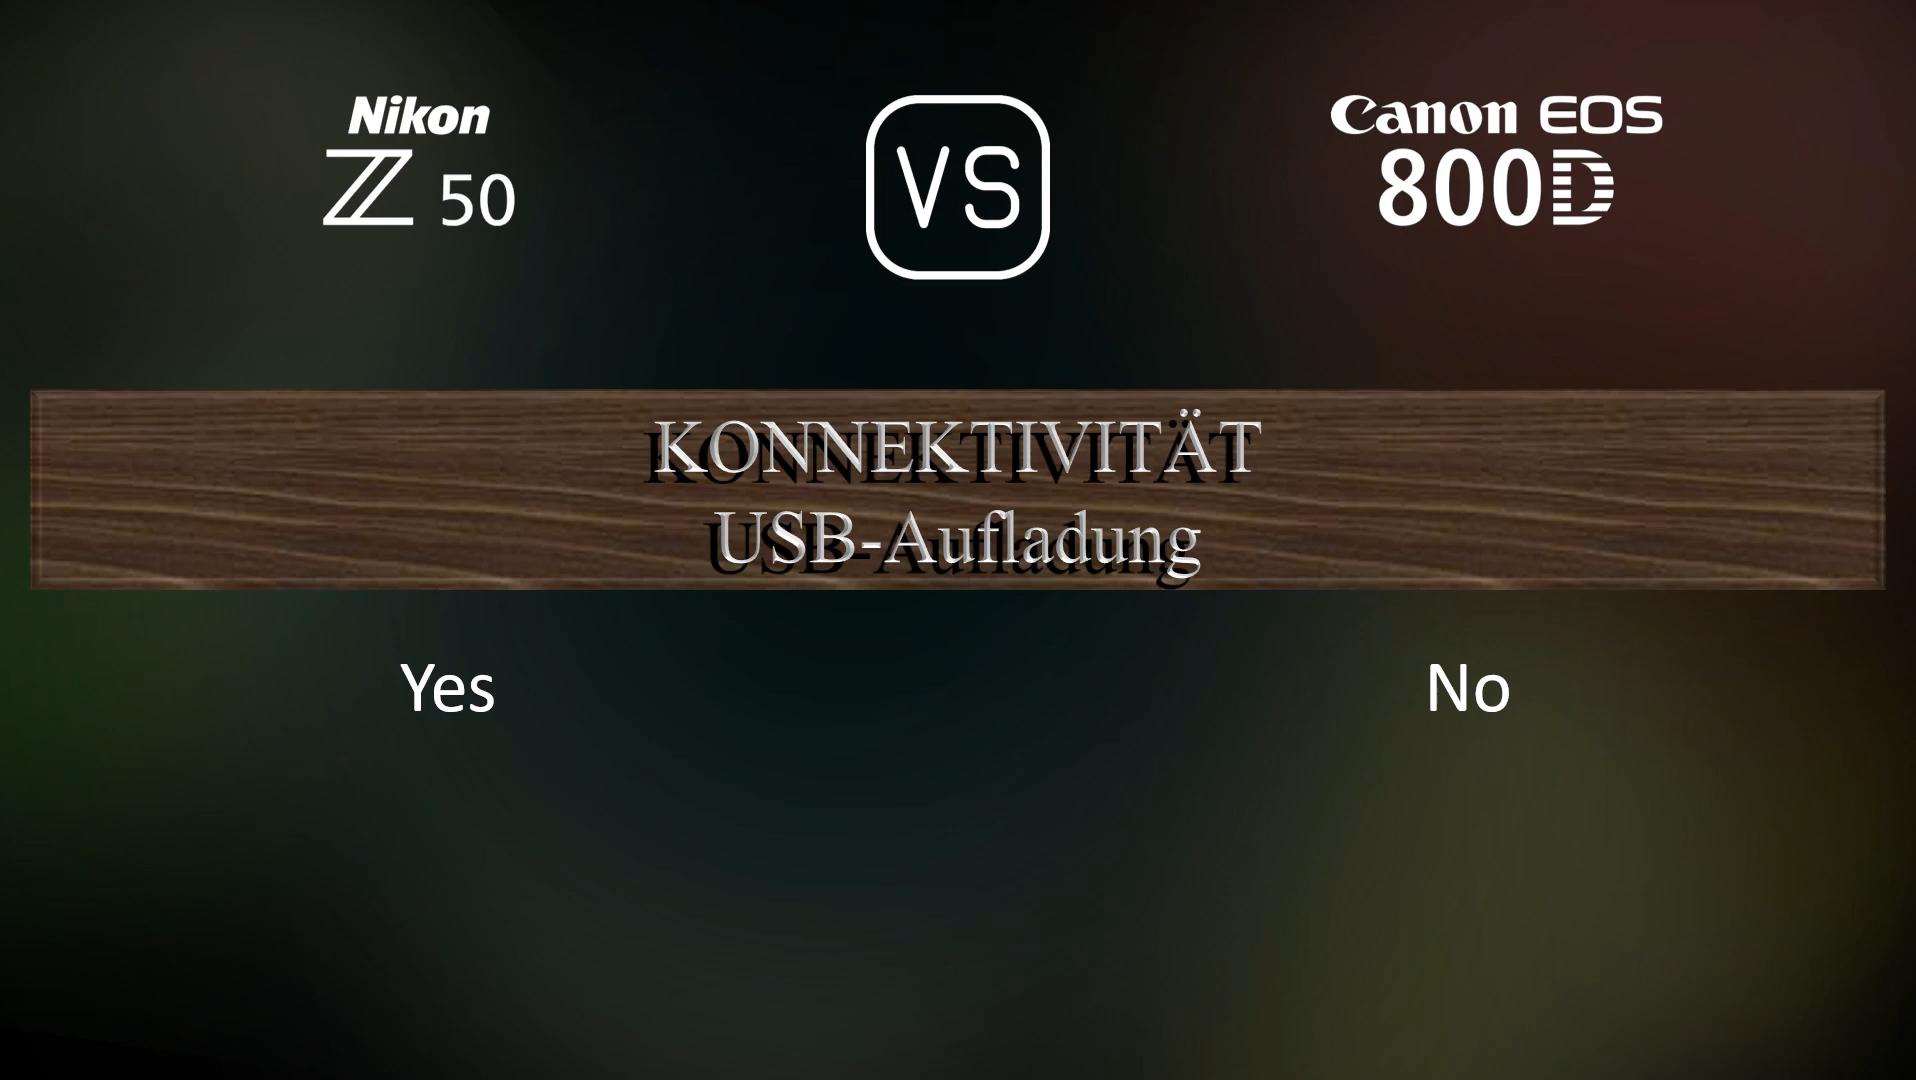 Nikon
Z 50
VS
Canon EOS
800D
KONNEKTIVITÄT
USB-Aufladung
Yes
No